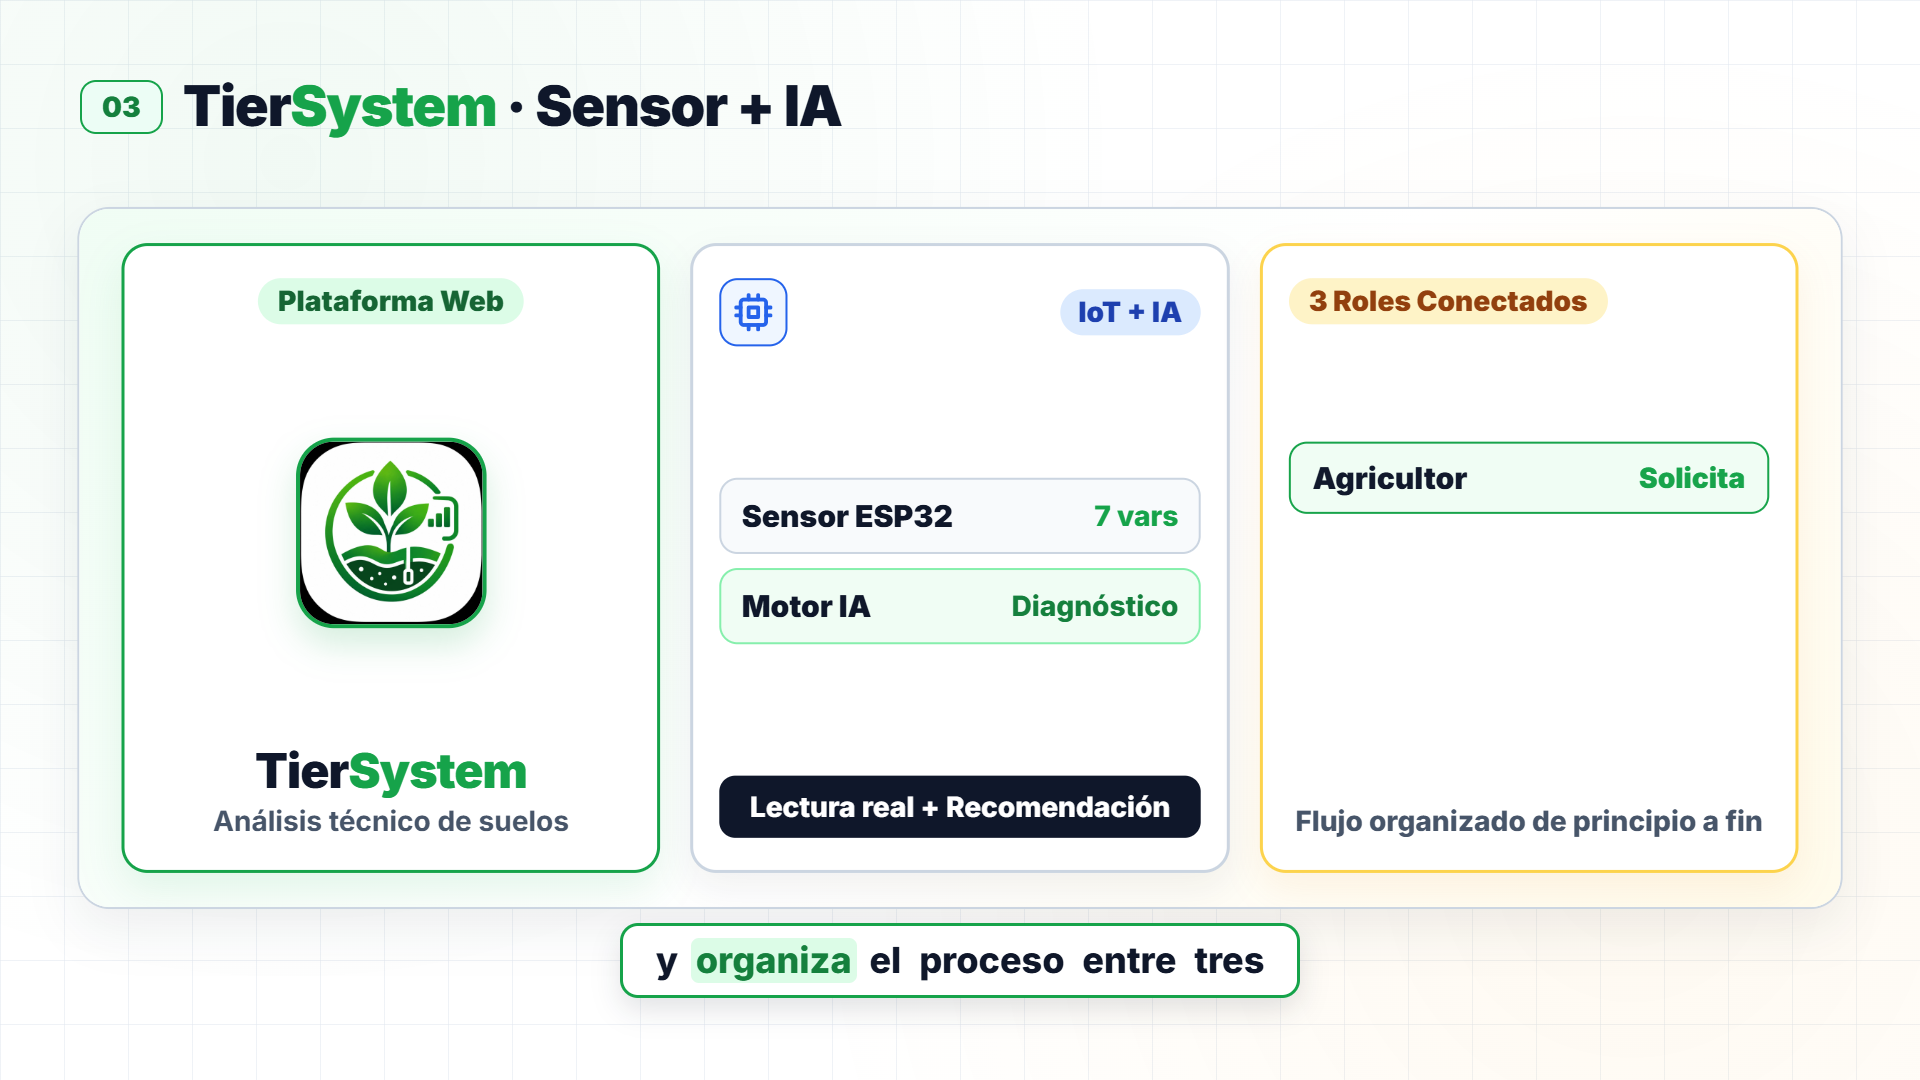 03 TierSystem · Sensor + IA
Plataforma Web
TierSystem
Análisis técnico de suelos
IoT + IA
Sensor ESP32 7 vars
Motor IA Diagnóstico
Lectura real + Recomendación
3 Roles Conectados
Agricultor Solicita
Flujo organizado de principio a fin
y organiza el proceso entre tres